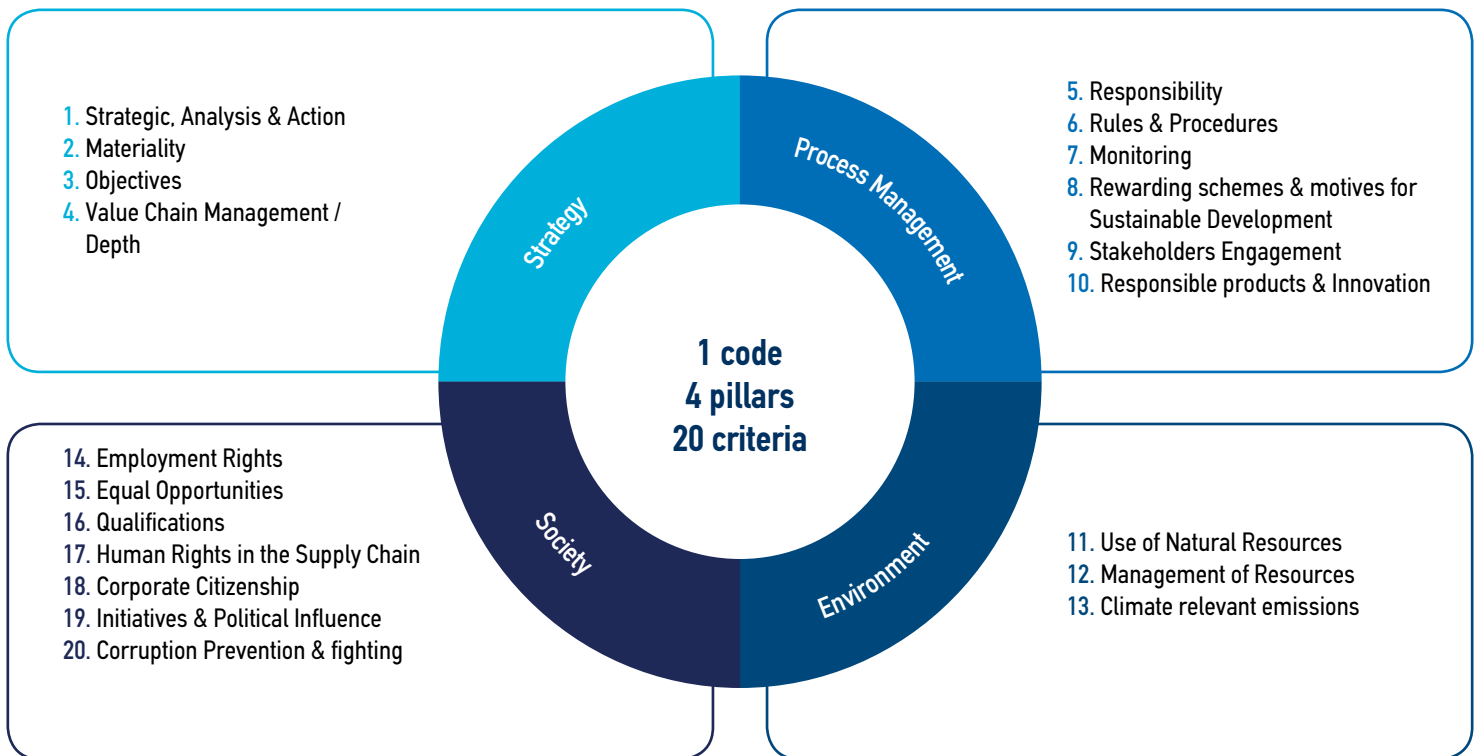 1. Strategic, Analysis & Action
2. Materiality
3. Objectives
4. Value Chain Management /
Depth
Strategy
Process Management
5. Responsibility
6. Rules & Procedures
7. Monitoring
8. Rewarding schemes & motives for
Sustainable Development
9. Stakeholders Engagement
10. Responsible products & Innovation
1 code
4 pillars
20 criteria
14. Employment Rights
15. Equal Opportunities
16. Qualifications
17. Human Rights in the Supply Chain
18. Corporate Citizenship
19. Initiatives & Political Influence
20. Corruption Prevention & fighting
Society
Environment
11. Use of Natural Resources
12. Management of Resources
13. Climate relevant emissions